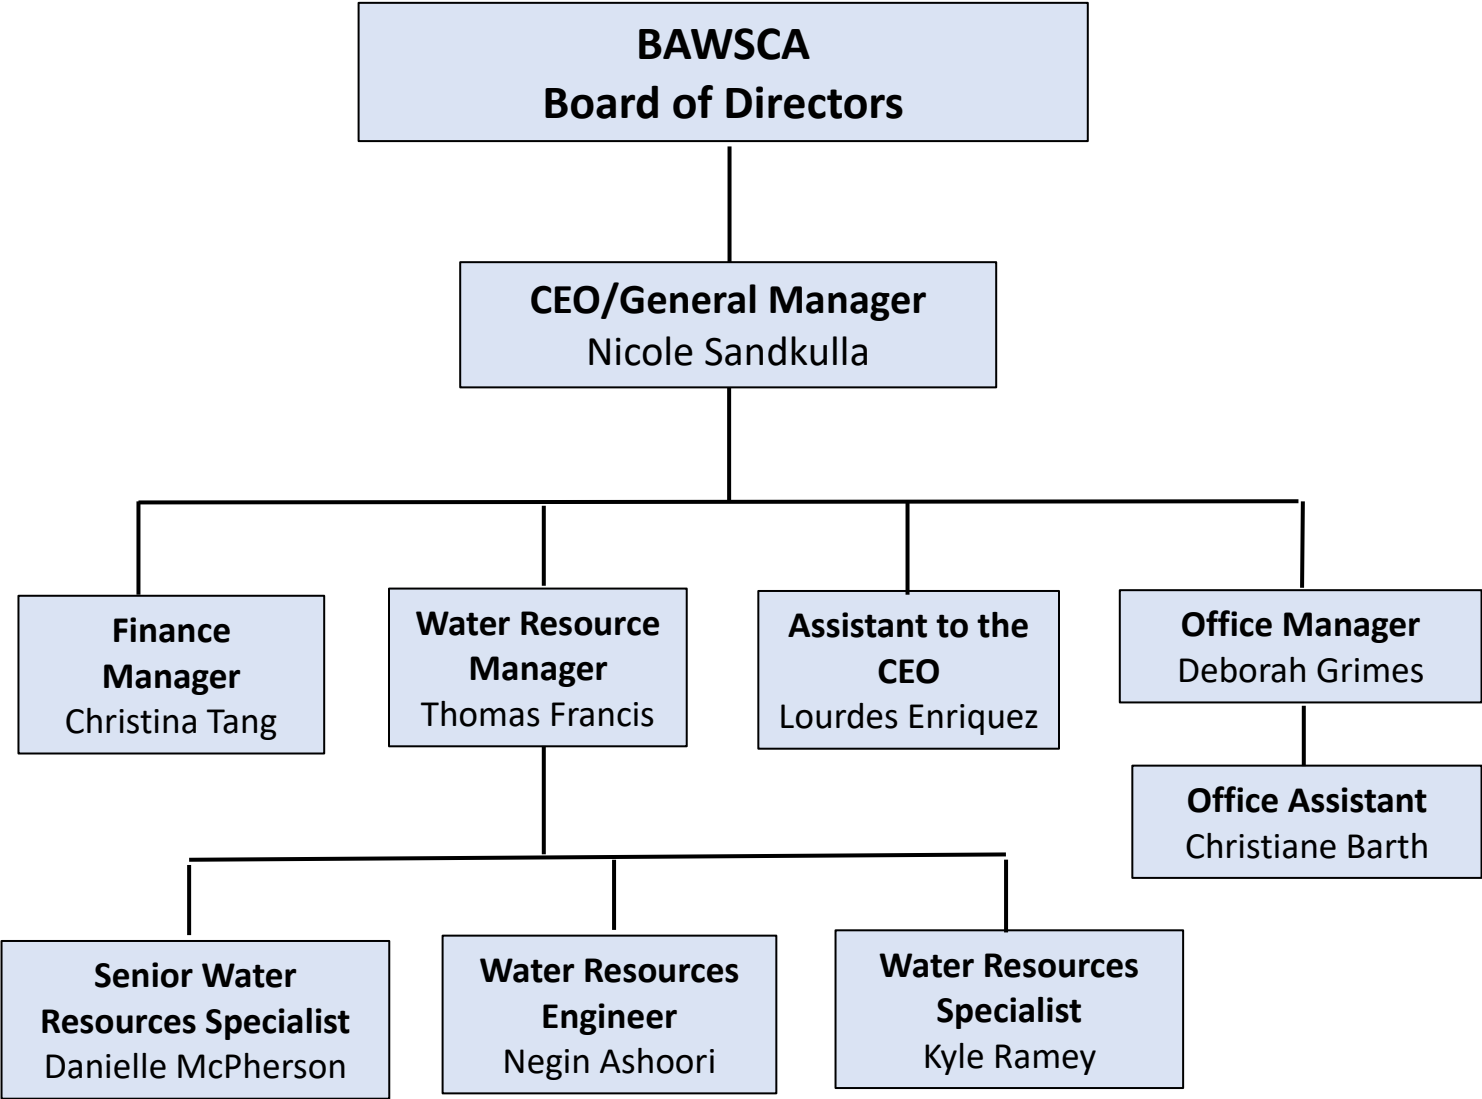 BAWSCA
Board of Directors
CEO/General Manager
Nicole Sandkulla
Finance
Manager
Christina Tang
Water Resource
Manager
Thomas Francis
Assistant to the
CEO
Lourdes Enriquez
Office Manager
Deborah Grimes
Office Assistant
Christiane Barth
Senior Water
Resources Specialist
Danielle McPherson
Water Resources
Engineer
Negin Ashoori
Water Resources
Specialist
Kyle Ramey